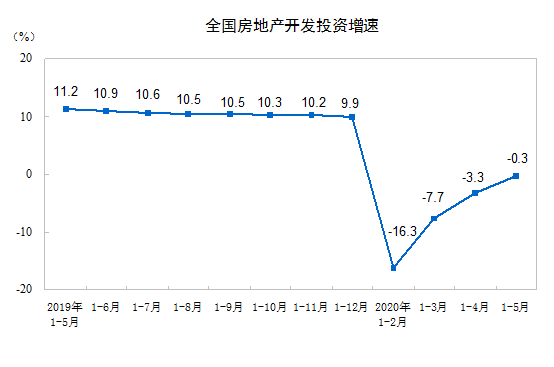 全国房地产开发投资增速
(%)
20
10
0
-10
-20
11.2
10.9
10.6
10.5
10.5
10.3
10.2
9.9
-16.3
-7.7
-3.3
-0.3
2019年
1-5月
1-6月
1-7月
1-8月
1-9月
1-10月
1-11月
1-12月
2020年
1-2月
1-3月
1-4月
1-5月